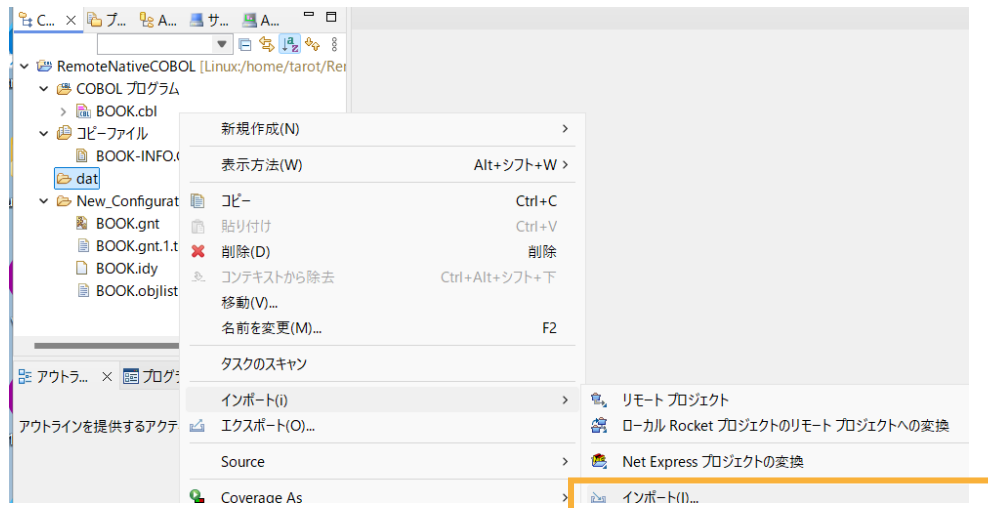 C... プ... A... サ... A...
RemoteNativeCOBOL [Linux:/home/tarot/Rer
COBOL プログラム
BOOK.cbl
コピーファイル
BOOK-INFO.
dat
New_Configurat
BOOK.gnt
BOOK.gnt.1.t
BOOK.idy
BOOK.objlist
アウトラ... プログ
アウトラインを提供するアクテ
新規作成(N)
表示方法(W) Alt+シフト+W
コピー Ctrl+C
貼り付け Ctrl+V
削除(D) 削除
コンテキストから除去 Ctrl+Alt+シフト+下
移動(V)...
名前を変更(M)... F2
タスクのスキャン
インポート(i)
エクスポート(O)...
Source
Coverage As
リモート プロジェクト
ローカル Rocket プロジェクトのリモート プロジェクトへの変換
Net Express プロジェクトの変換
インポート(I)...